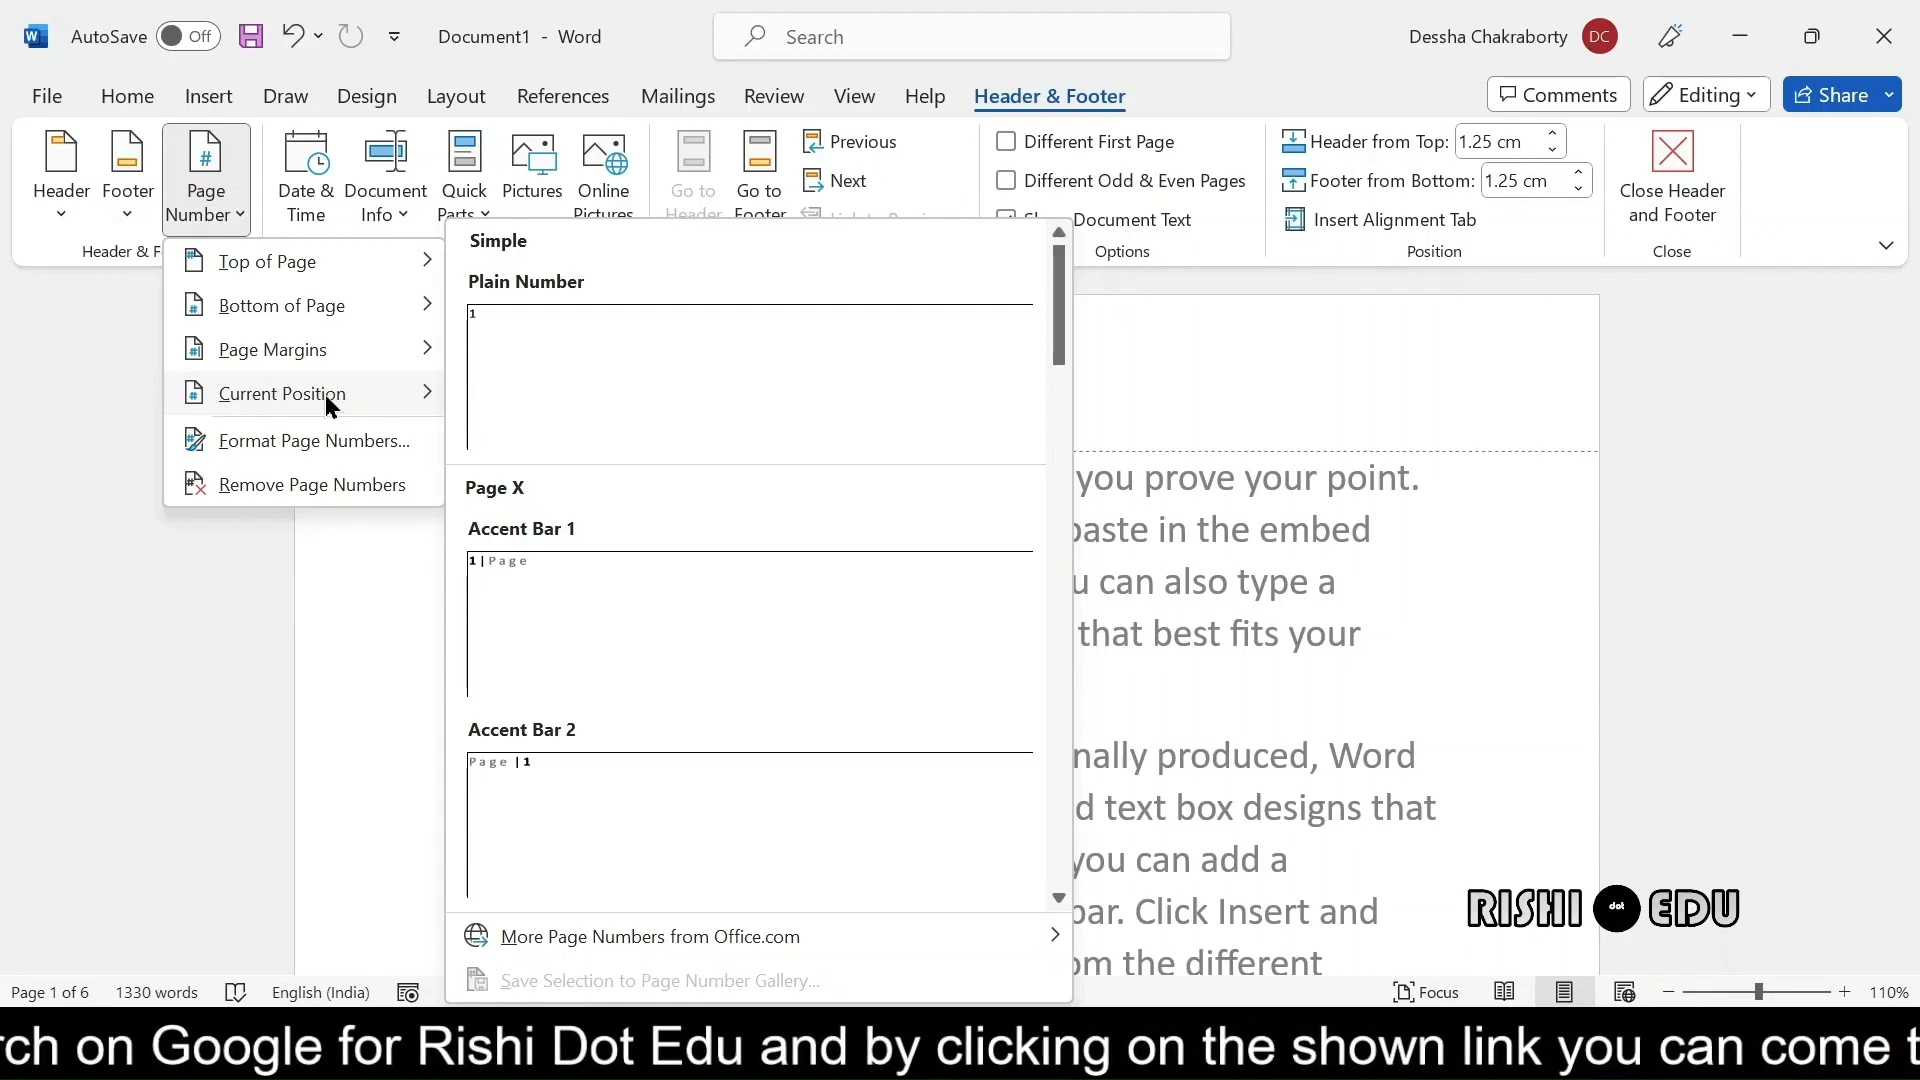 AutoSave Off Document1 - Word Search Dessha Chakraborty DC
File Home Insert Draw Design Layout References Mailings Review View Help Header & Footer Comments Editing Share
Header Footer Page Number
Date & Time Document Info Quick Parts Pictures Online Pictures
Go to Header Go to Footer Previous
Next
Different First Page
Different Odd & Even Pages
Document Text
Header from Top: 1.25 cm
Footer from Bottom: 1.25 cm
Insert Alignment Tab
Close Header and Footer
Header & F Options Position Close
Top of Page
Bottom of Page
Page Margins
Current Position
Format Page Numbers...
Remove Page Numbers
Simple
Plain Number
1
Page X
Accent Bar 1
1 | Page
Accent Bar 2
Page | 1
More Page Numbers from Office.com
Save Selection to Page Number Gallery...
you prove your point.
paste in the embed
u can also type a
that best fits your
nally produced, Word
d text box designs that
you can add a
bar. Click Insert and
om the different
RISHI dot EDU
Page 1 of 6 1330 words English (India) Focus 110%
rch on Google for Rishi Dot Edu and by clicking on the shown link you can come t